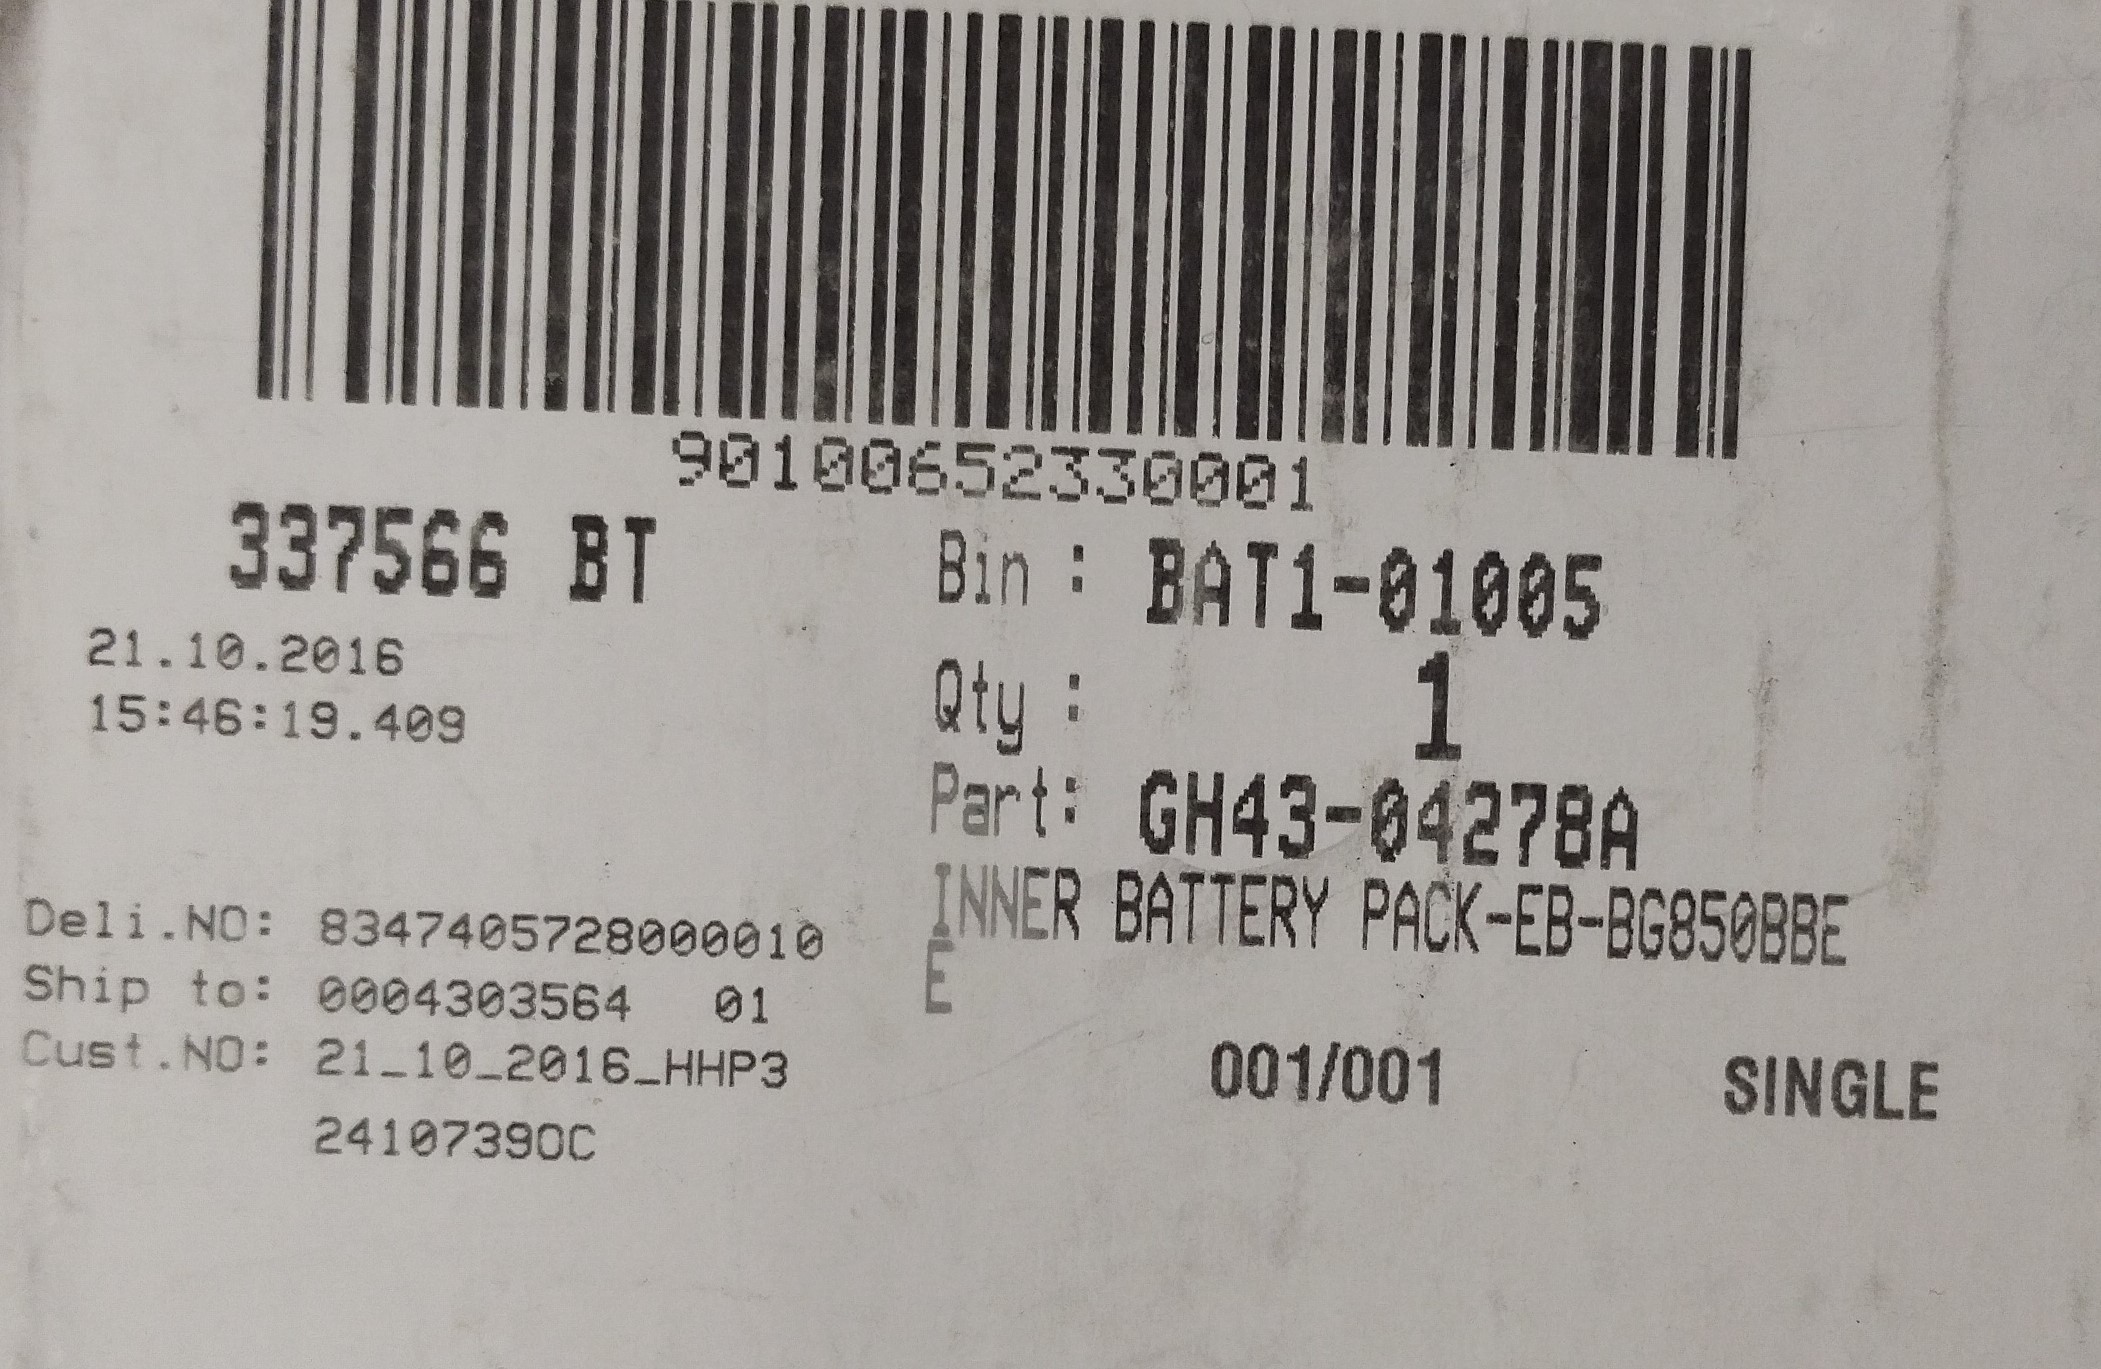 90100652330001
337566 BT
Bin : BAT1-01005
21.10.2016
Qty : 1
15:46:19.409
Part: GH43-04278A
INNER BATTERY PACK-EB-BG850BBE
E
Deli.NO: 8347405728000010
Ship to: 0004303564 01
Cust.NO: 21_10_2016_HHP3
24107390C
001/001 SINGLE